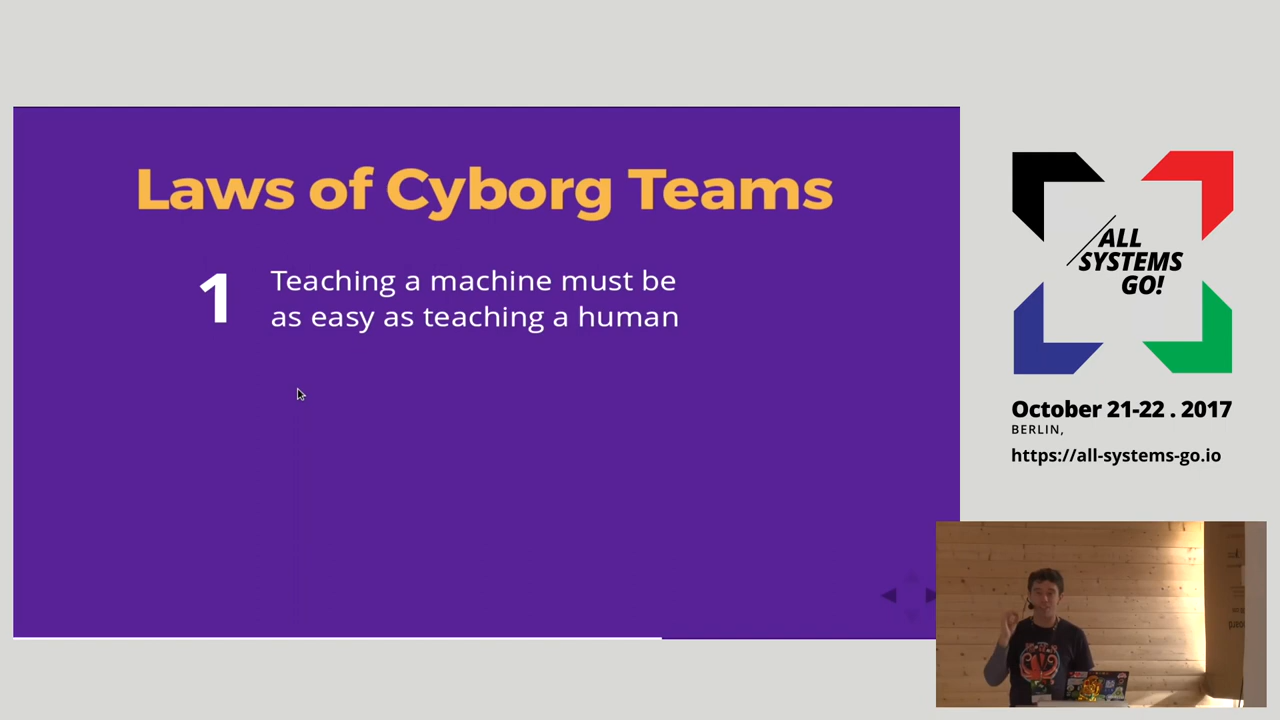 Laws of Cyborg Teams
1
Teaching a machine must be
as easy as teaching a human
ALL
SYSTEMS
GO!
October 21-22 . 2017
BERLIN,
https://all-systems-go.io